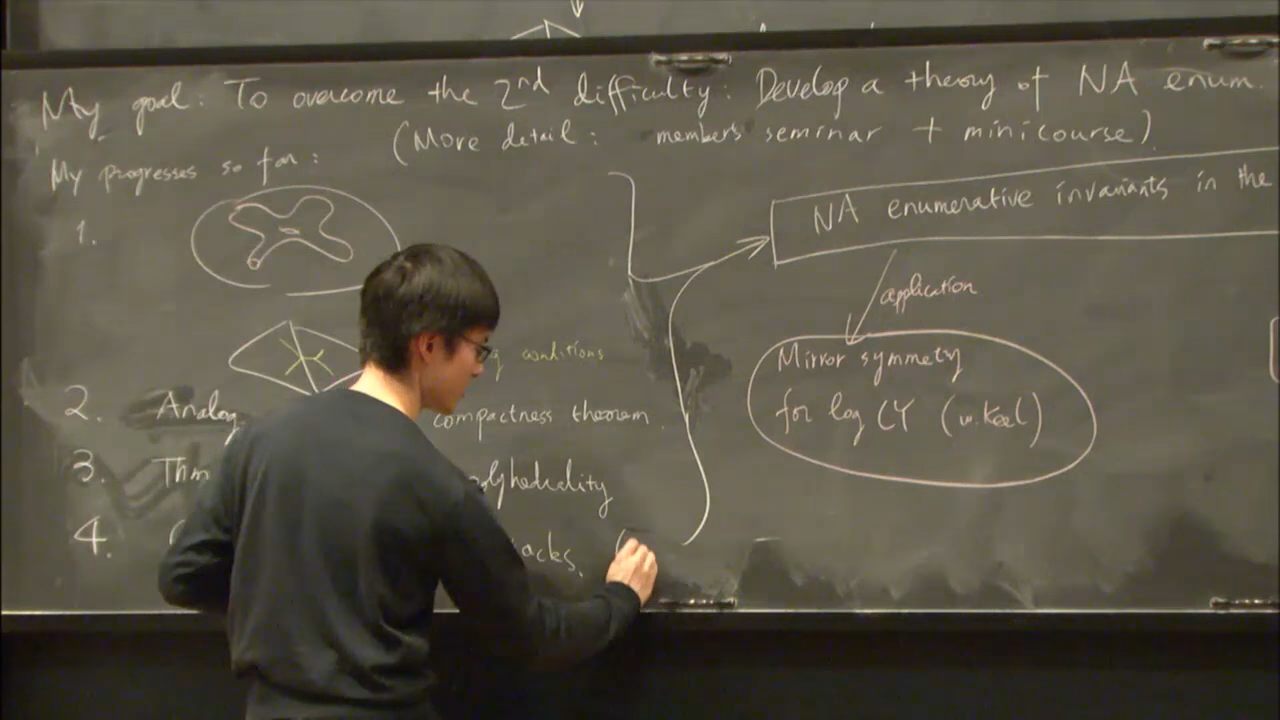 My goal: To overcome the 2nd difficulty: Develop a theory of NA enum.
(More detail: members' seminar + minicourse)
My progresses so far:
1.
conditions
2. Analog compactness theorem.
3. Thm polyhedrality
4.
NA enumerative invariants in the
application
Mirror symmetry
for log CY (w. Keel)